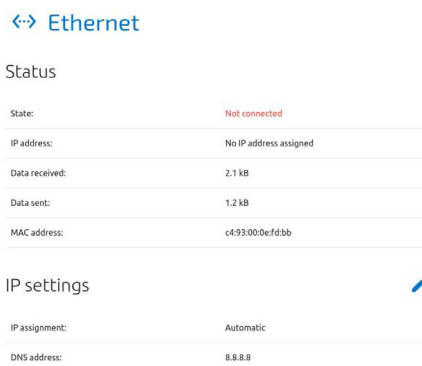 Ethernet
Status
State: Not connected
IP address: No IP address assigned
Data received: 2.1 kB
Data sent: 1.2 kB
MAC address: c4:93:00:0e:fd:bb
IP settings
IP assignment: Automatic
DNS address: 8.8.8.8